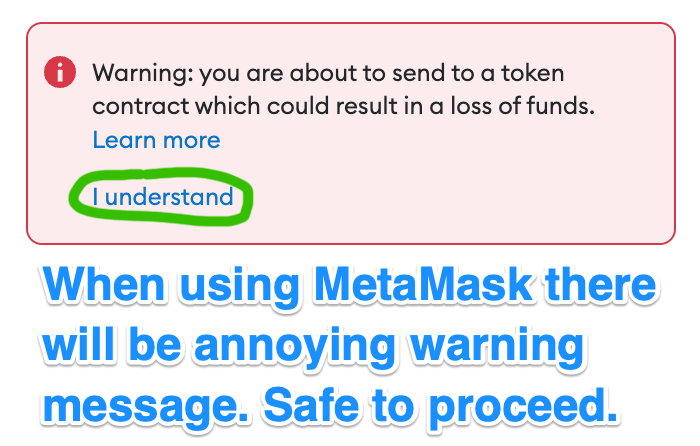 Warning: you are about to send to a token
contract which could result in a loss of funds.
Learn more
I understand
When using MetaMask there
will be annoying warning
message. Safe to proceed.